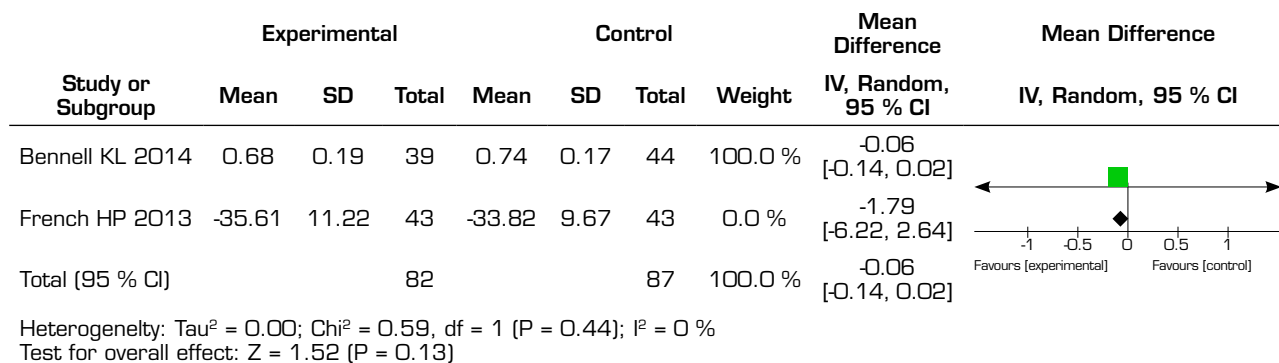 Experimental Control Mean Difference Mean Difference
Study or Subgroup Mean SD Total Mean SD Total Weight IV, Random, 95 % CI IV, Random, 95 % CI
Bennell KL 2014 0.68 0.19 39 0.74 0.17 44 100.0 % -0.06 [-0.14, 0.02]
French HP 2013 -35.61 11.22 43 -33.82 9.67 43 0.0 % -1.79 [-6.22, 2.64]
-1 -0.5 0 0.5 1
Favours [experimental] Favours [control]
Total (95 % CI) 82 87 100.0 % -0.06 [-0.14, 0.02]
Heterogenelty: Tau² = 0.00; Chi² = 0.59, df = 1 (P = 0.44); I² = 0 %
Test for overall effect: Z = 1.52 (P = 0.13)